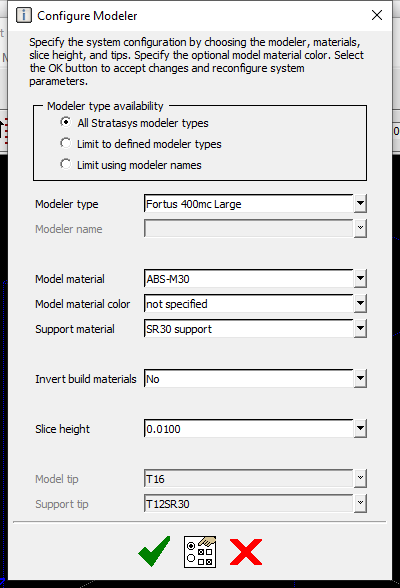 Configure Modeler
Specify the system configuration by choosing the modeler, materials,
slice height, and tips. Specify the optional model material color. Select
the OK button to accept changes and reconfigure system
parameters.
Modeler type availability
All Stratasys modeler types
Limit to defined modeler types
Limit using modeler names
Modeler type Fortus 400mc Large
Modeler name
Model material ABS-M30
Model material color not specified
Support material SR30 support
Invert build materials No
Slice height 0.0100
Model tip T16
Support tip T12SR30